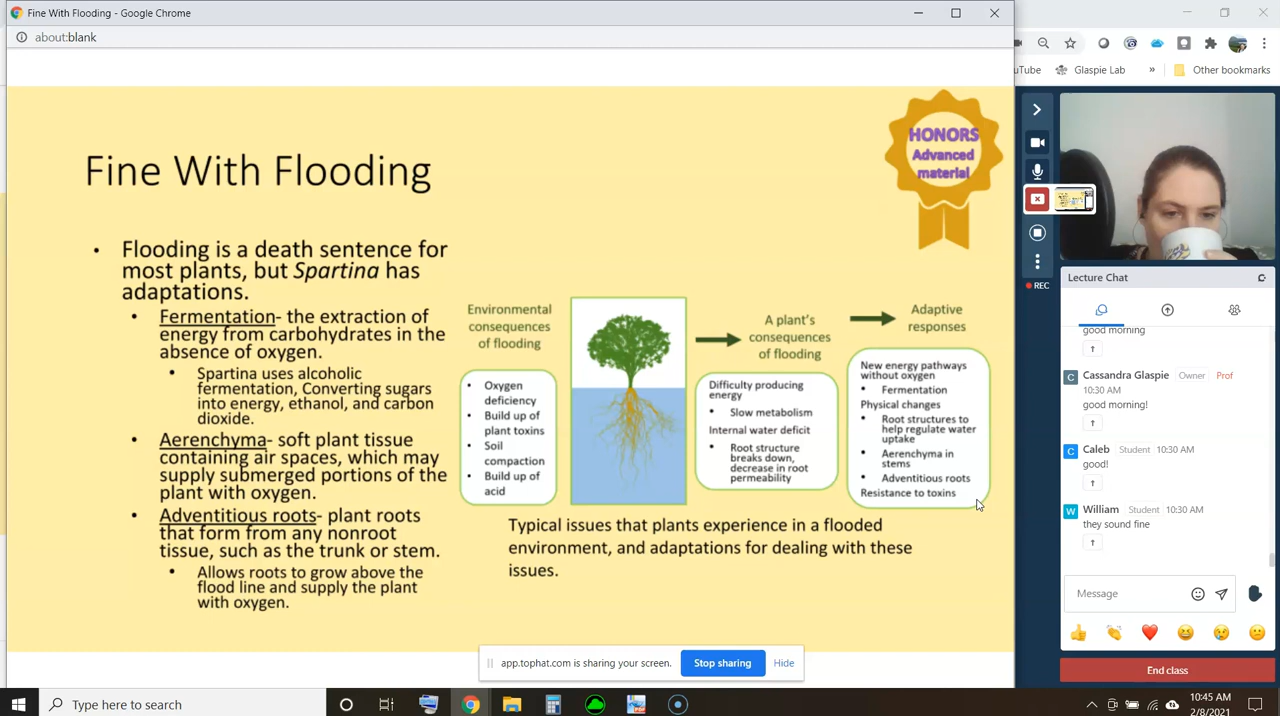 Fine With Flooding - Google Chrome
about:blank
HONORS
Advanced
material
Fine With Flooding
• Flooding is a death sentence for
most plants, but Spartina has
adaptations.
• Fermentation- the extraction of
energy from carbohydrates in the
absence of oxygen.
• Spartina uses alcoholic
fermentation, Converting sugars
into energy, ethanol, and carbon
dioxide.
• Aerenchyma- soft plant tissue
containing air spaces, which may
supply submerged portions of the
plant with oxygen.
• Adventitious roots- plant roots
that form from any nonroot
tissue, such as the trunk or stem.
• Allows roots to grow above the
flood line and supply the plant
with oxygen.
Environmental
consequences
of flooding
• Oxygen
deficiency
• Build up of
plant toxins
• Soil
compaction
• Build up of
acid
A plant's
consequences
of flooding
Difficulty producing
energy
• Slow metabolism
Internal water deficit
• Root structure
breaks down,
decrease in root
permeability
Adaptive
responses
New energy pathways
without oxygen
• Fermentation
Physical changes
• Root structures to
help regulate water
uptake
• Aerenchyma in
stems
• Adventitious roots
Resistance to toxins
Typical issues that plants experience in a flooded
environment, and adaptations for dealing with these
issues.
app.tophat.com is sharing your screen.
Stop sharing
Hide
uTube
Glaspie Lab
»
Other bookmarks
REC
Lecture Chat
good morning
C Cassandra Glaspie Owner Prof
10:30 AM
good morning!
C Caleb Student 10:30 AM
good!
W William Student 10:30 AM
they sound fine
Message
End class
Type here to search
10:45 AM
2/8/2021